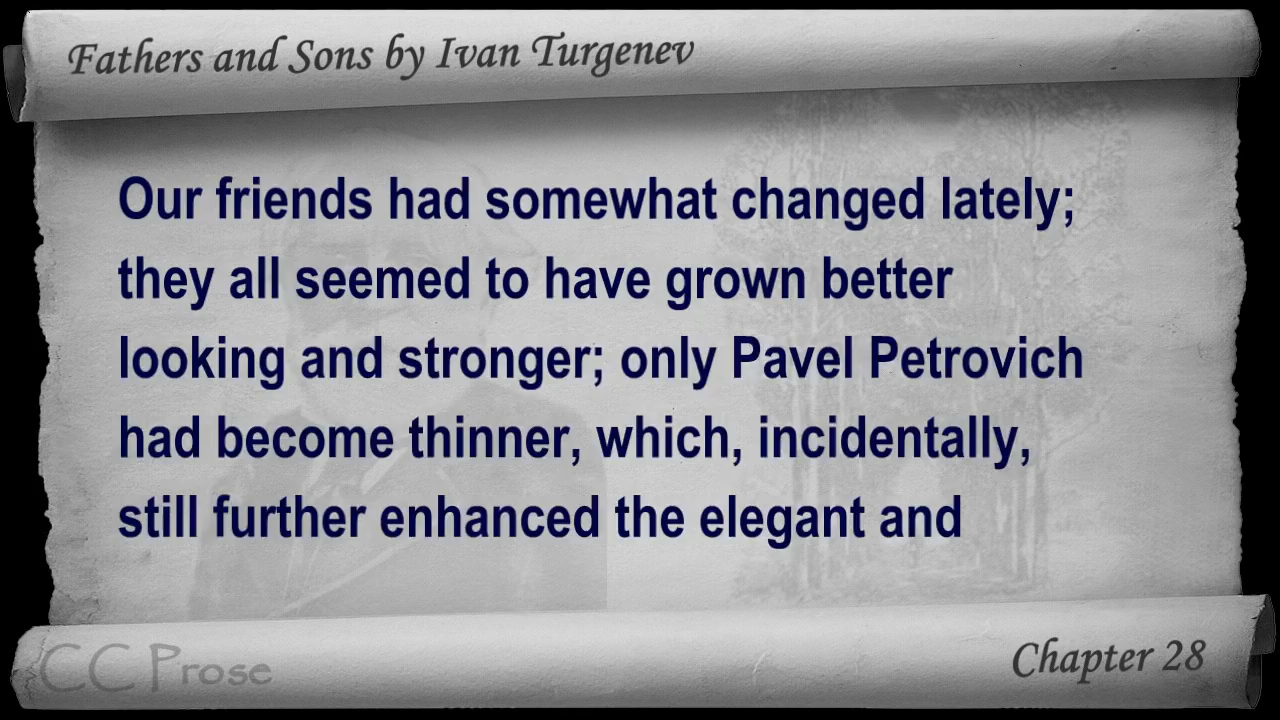 Fathers and Sons by Ivan Turgenev
Our friends had somewhat changed lately;
they all seemed to have grown better
looking and stronger; only Pavel Petrovich
had become thinner, which, incidentally,
still further enhanced the elegant and
CC Prose
Chapter 28